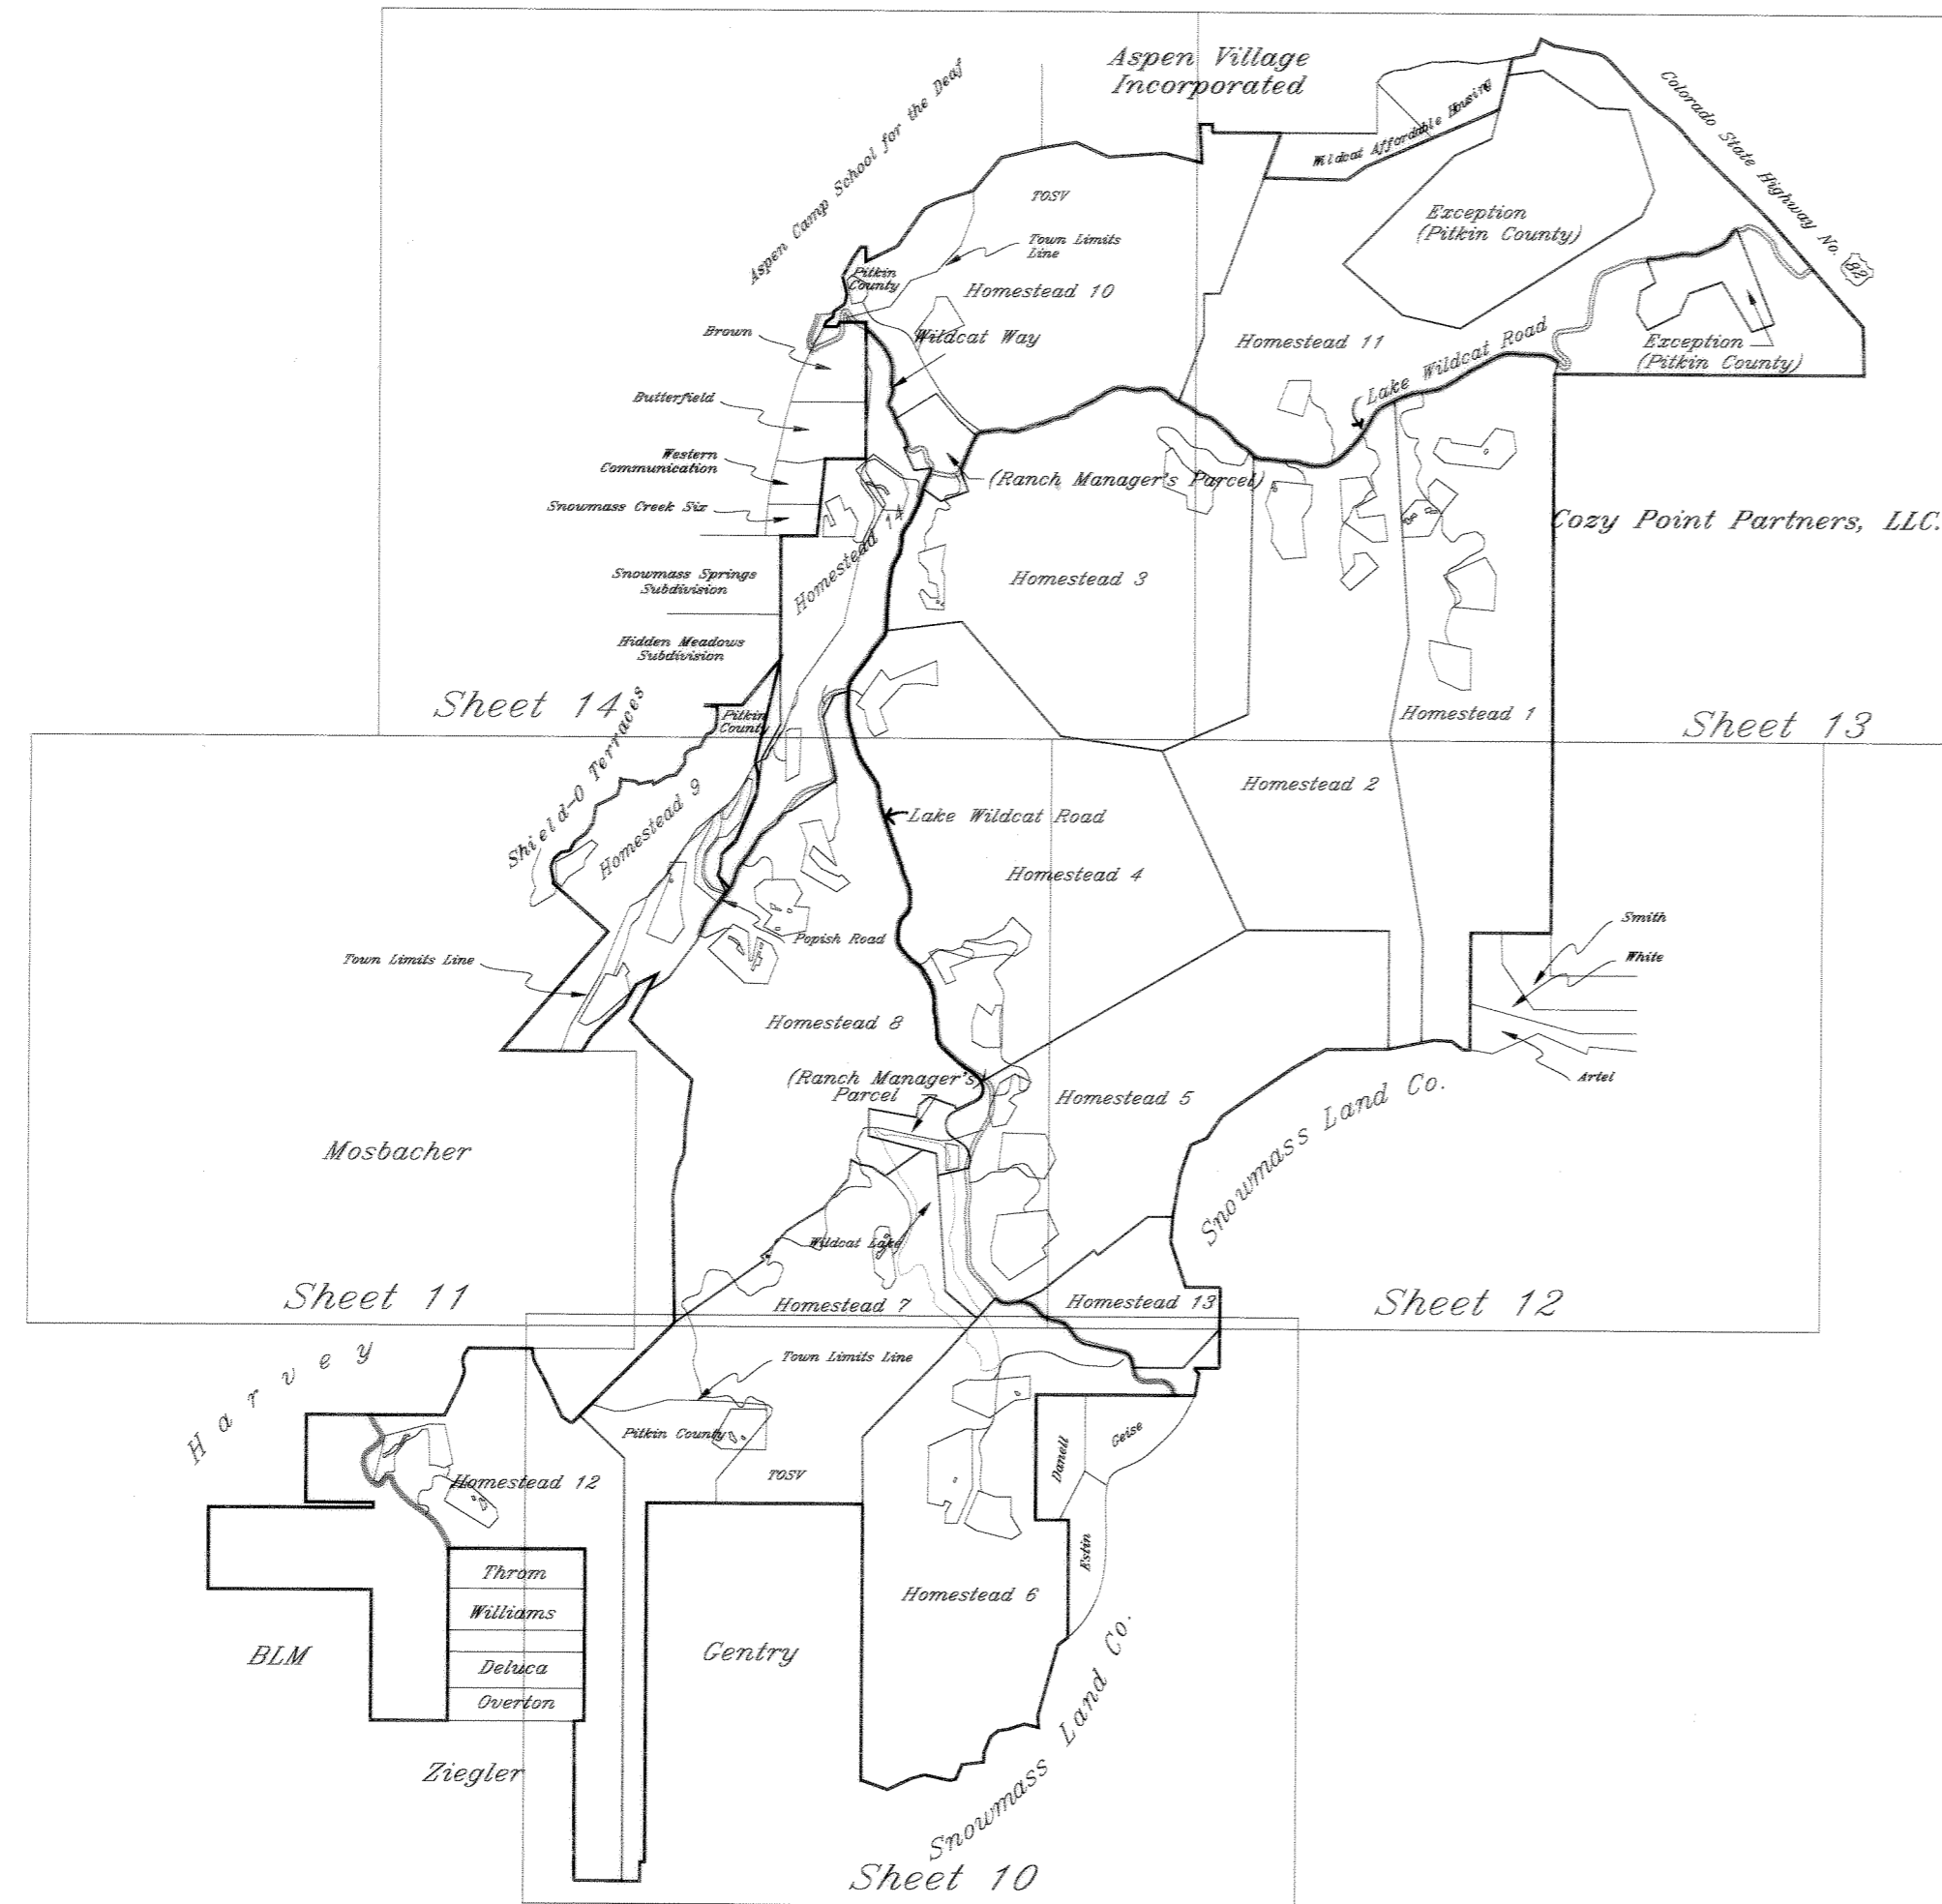 Aspen Village
Incorporated
Aspen Camp School for the Deaf
Wildcat Affordable Housing
Colorado State Highway No.
82
TOSV
Exception
(Pitkin County)
Town Limits
Line
Pitkin
County
Homestead 10
Brown
Wildcat Way
Homestead 11
Lake Wildcat Road
Exception
(Pitkin County)
Butterfield
Western
Communication
(Ranch Manager's Parcel)
Snowmass Creek Six
Cozy Point Partners, LLC.
Homestead 14
Snowmass Springs
Subdivision
Homestead 3
Hidden Meadows
Subdivision
Sheet 14
Pitkin
County
Homestead 1
Sheet 13
Shield-O Terraces
Homestead 9
Homestead 2
Lake Wildcat Road
Homestead 4
Smith
Popish Road
Town Limits Line
White
Homestead 8
(Ranch Manager's)
Parcel
Artel
Homestead 5
Snowmass Land Co.
Mosbacher
Wildcat Lake
Sheet 11
Homestead 7
Homestead 13
Sheet 12
Harvey
Town Limits Line
Pitkin County
Danell
Geise
Homestead 12
TOSV
Estin
Throm
Homestead 6
Williams
BLM
Gentry
Deluca
Overton
Ziegler
Snowmass Land Co.
Sheet 10